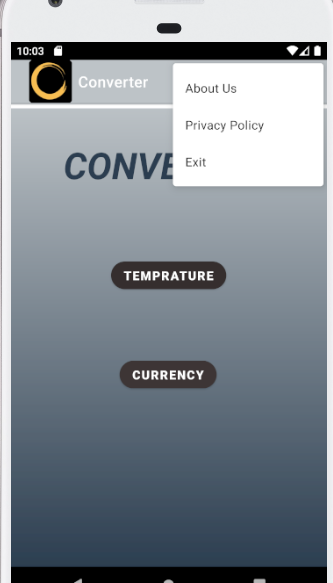 10:03
Converter
About Us
Privacy Policy
Exit
CONVE
TEMPRATURE
CURRENCY